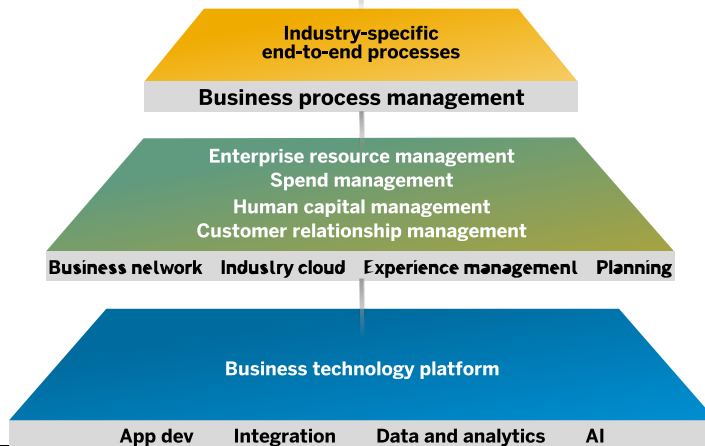 Industry-specific
end-to-end processes
Business process management
Enterprise resource management
Spend management
Human capital management
Customer relationship management
Business network Industry cloud Experience management Planning
Business technology platform
App dev Integration Data and analytics AI